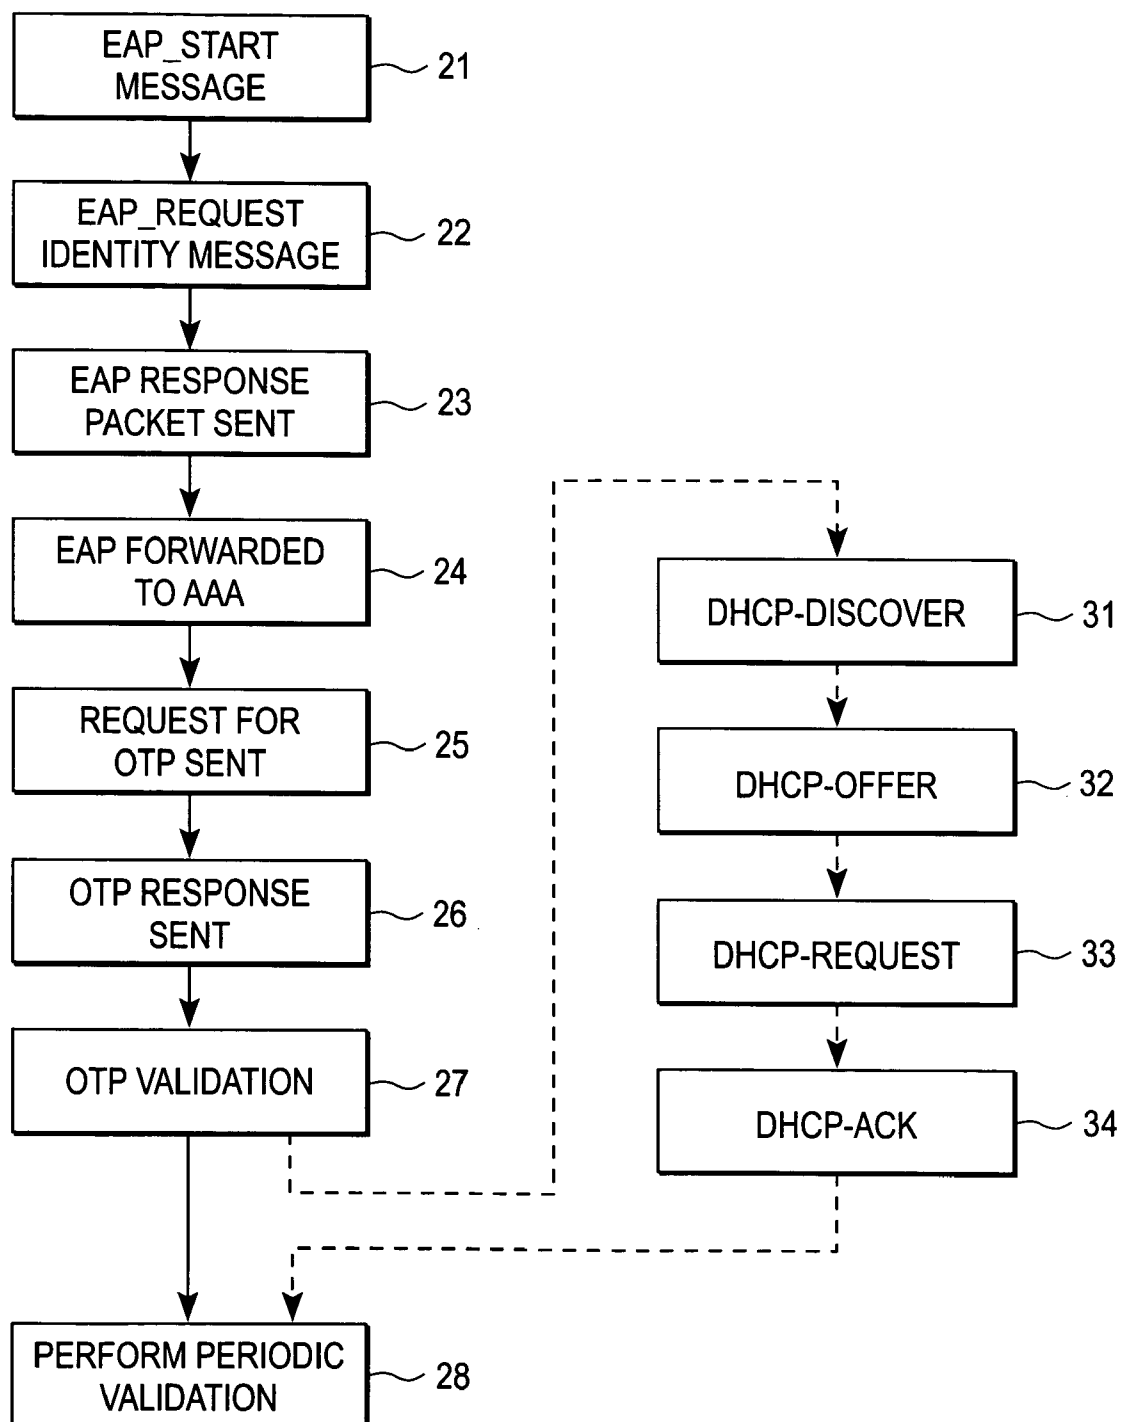 EAP_START
MESSAGE
21
EAP_REQUEST
IDENTITY MESSAGE
22
EAP RESPONSE
PACKET SENT
23
EAP FORWARDED
TO AAA
24
REQUEST FOR
OTP SENT
25
OTP RESPONSE
SENT
26
OTP VALIDATION
27
PERFORM PERIODIC
VALIDATION
28
DHCP-DISCOVER
31
DHCP-OFFER
32
DHCP-REQUEST
33
DHCP-ACK
34